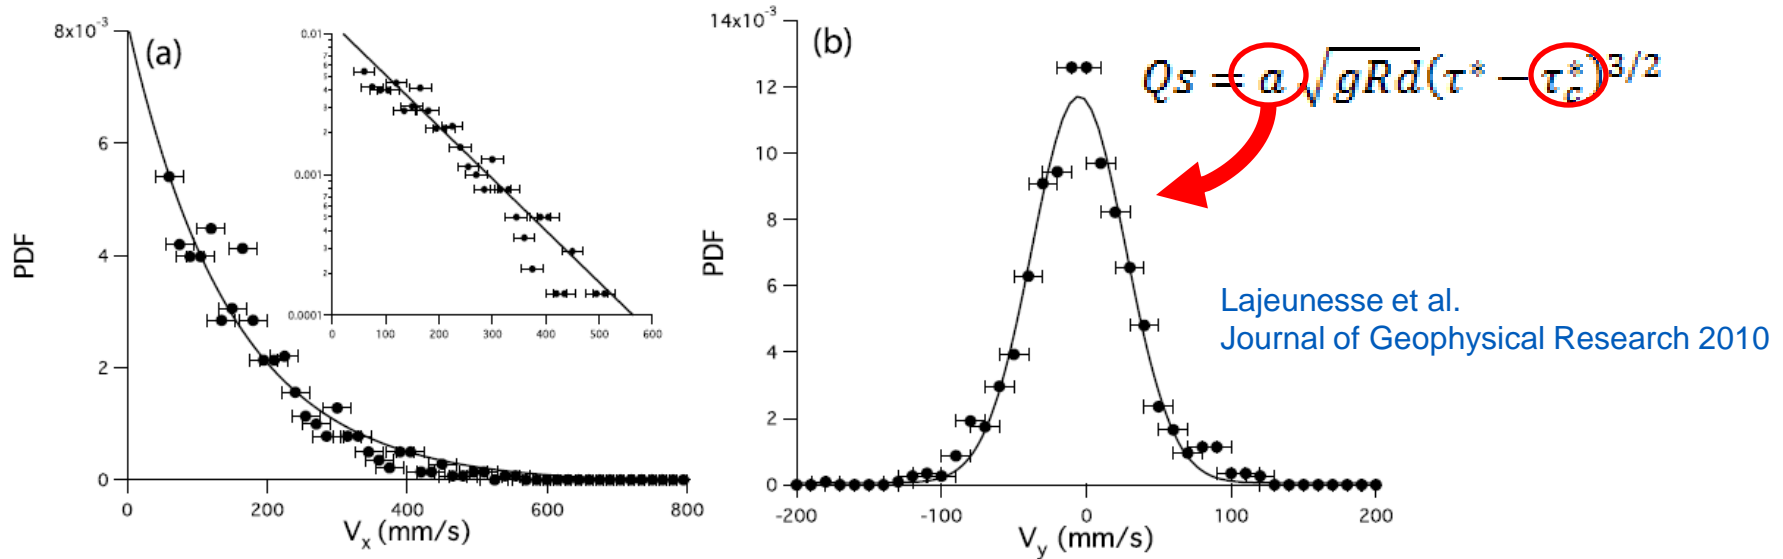 8x10⁻³
(a)
6
4
2
0
PDF
0
200
400
600
800
Vₓ (mm/s)
0.01
0.001
0.0001
0
100
200
300
400
500
600
14x10⁻³
(b)
12
10
8
6
4
2
0
PDF
-200
-100
0
100
200
V_y (mm/s)
Qs = a √gRd(τ* − τ*_c)^3/2
Lajeunesse et al.
Journal of Geophysical Research 2010